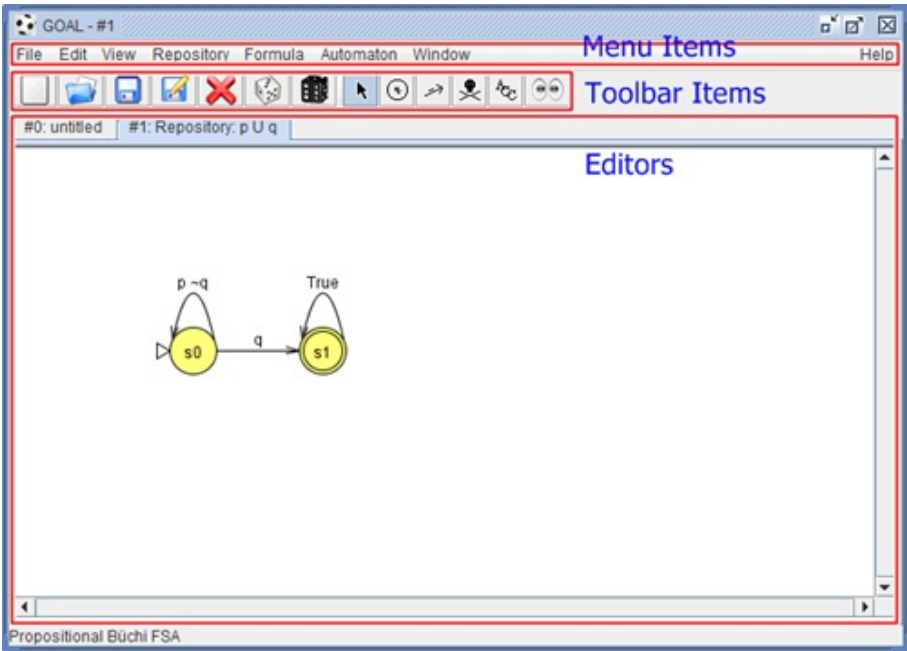 GOAL - #1
File Edit View Repository Formula Automaton Window Help
Menu Items
Acc
Toolbar Items
#0: untitled #1: Repository: p U q
Editors
p ~q True
q
s0 s1
Propositional Büchi FSA